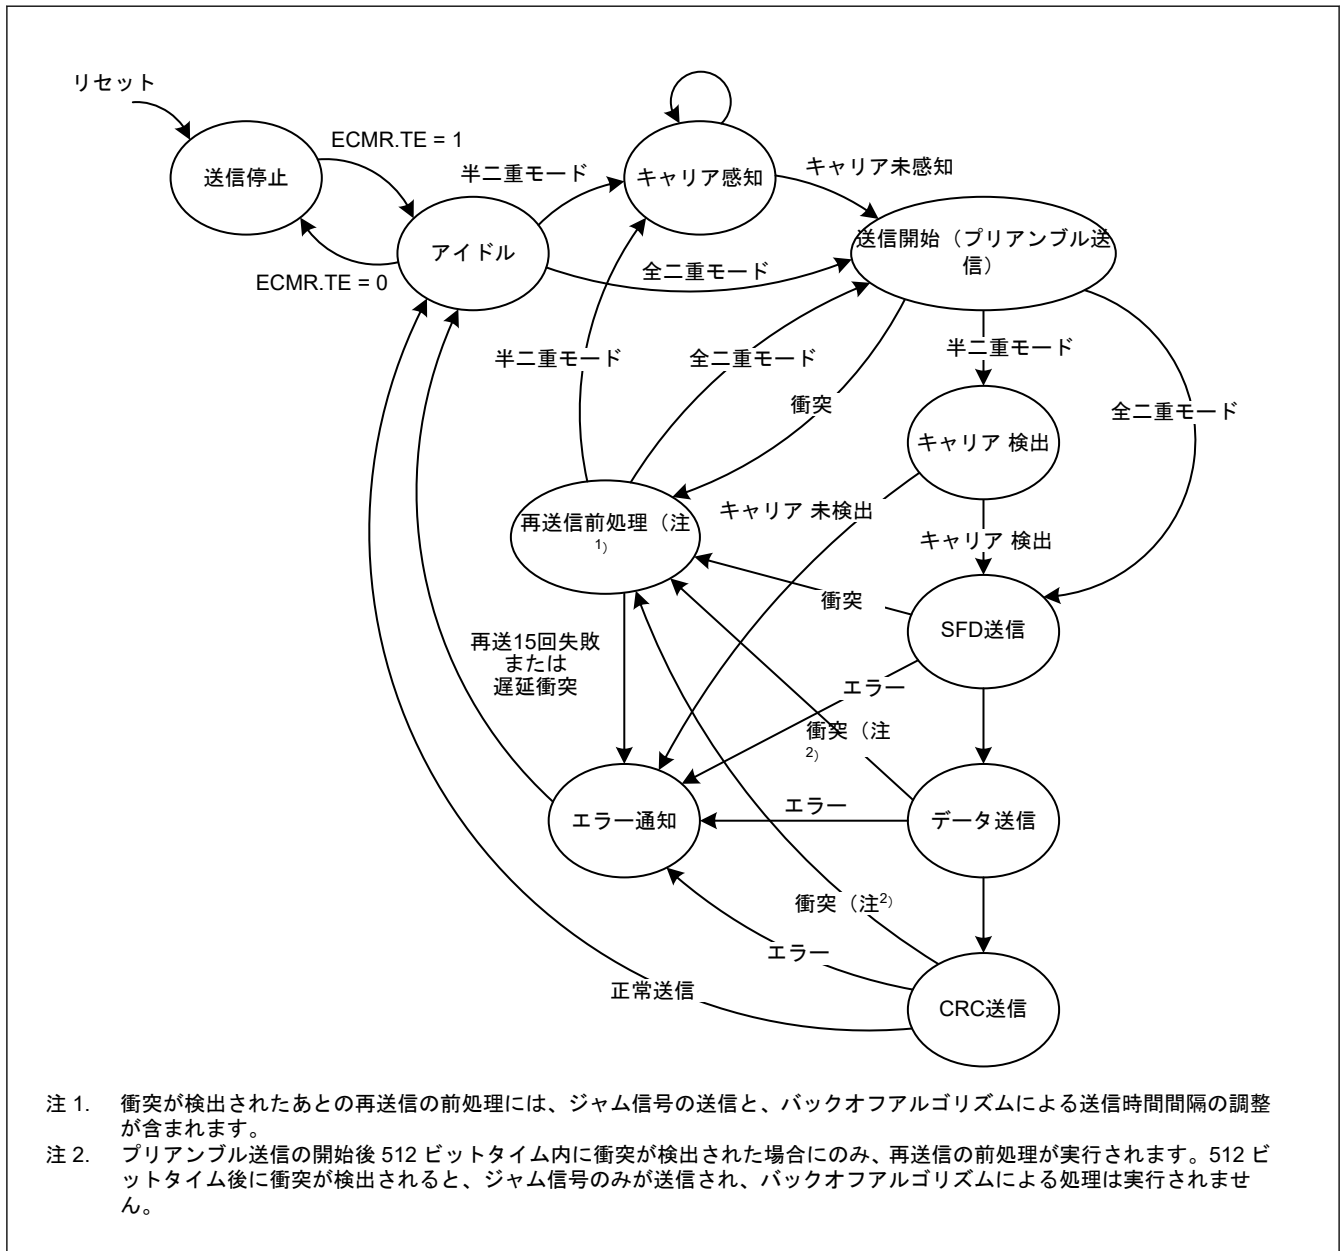 リセット
ECMR.TE = 1
送信停止
半二重モード
キャリア感知
キャリア未感知
アイドル
送信開始（プリアンブル送
信）
ECMR.TE = 0
全二重モード
半二重モード
全二重モード
半二重モード
衝突
全二重モード
キャリア 検出
キャリア 未検出
再送信前処理（注
1）
キャリア 検出
衝突
SFD送信
再送15回失敗
または
遅延衝突
エラー
衝突（注
2）
エラー通知
エラー
データ送信
衝突（注2）
エラー
正常送信
CRC送信
注 1. 衝突が検出されたあとの再送信の前処理には、ジャム信号の送信と、バックオフアルゴリズムによる送信時間間隔の調整
が含まれます。
注 2. プリアンブル送信の開始後 512 ビットタイム内に衝突が検出された場合にのみ、再送信の前処理が実行されます。512 ビ
ットタイム後に衝突が検出されると、ジャム信号のみが送信され、バックオフアルゴリズムによる処理は実行されませ
ん。